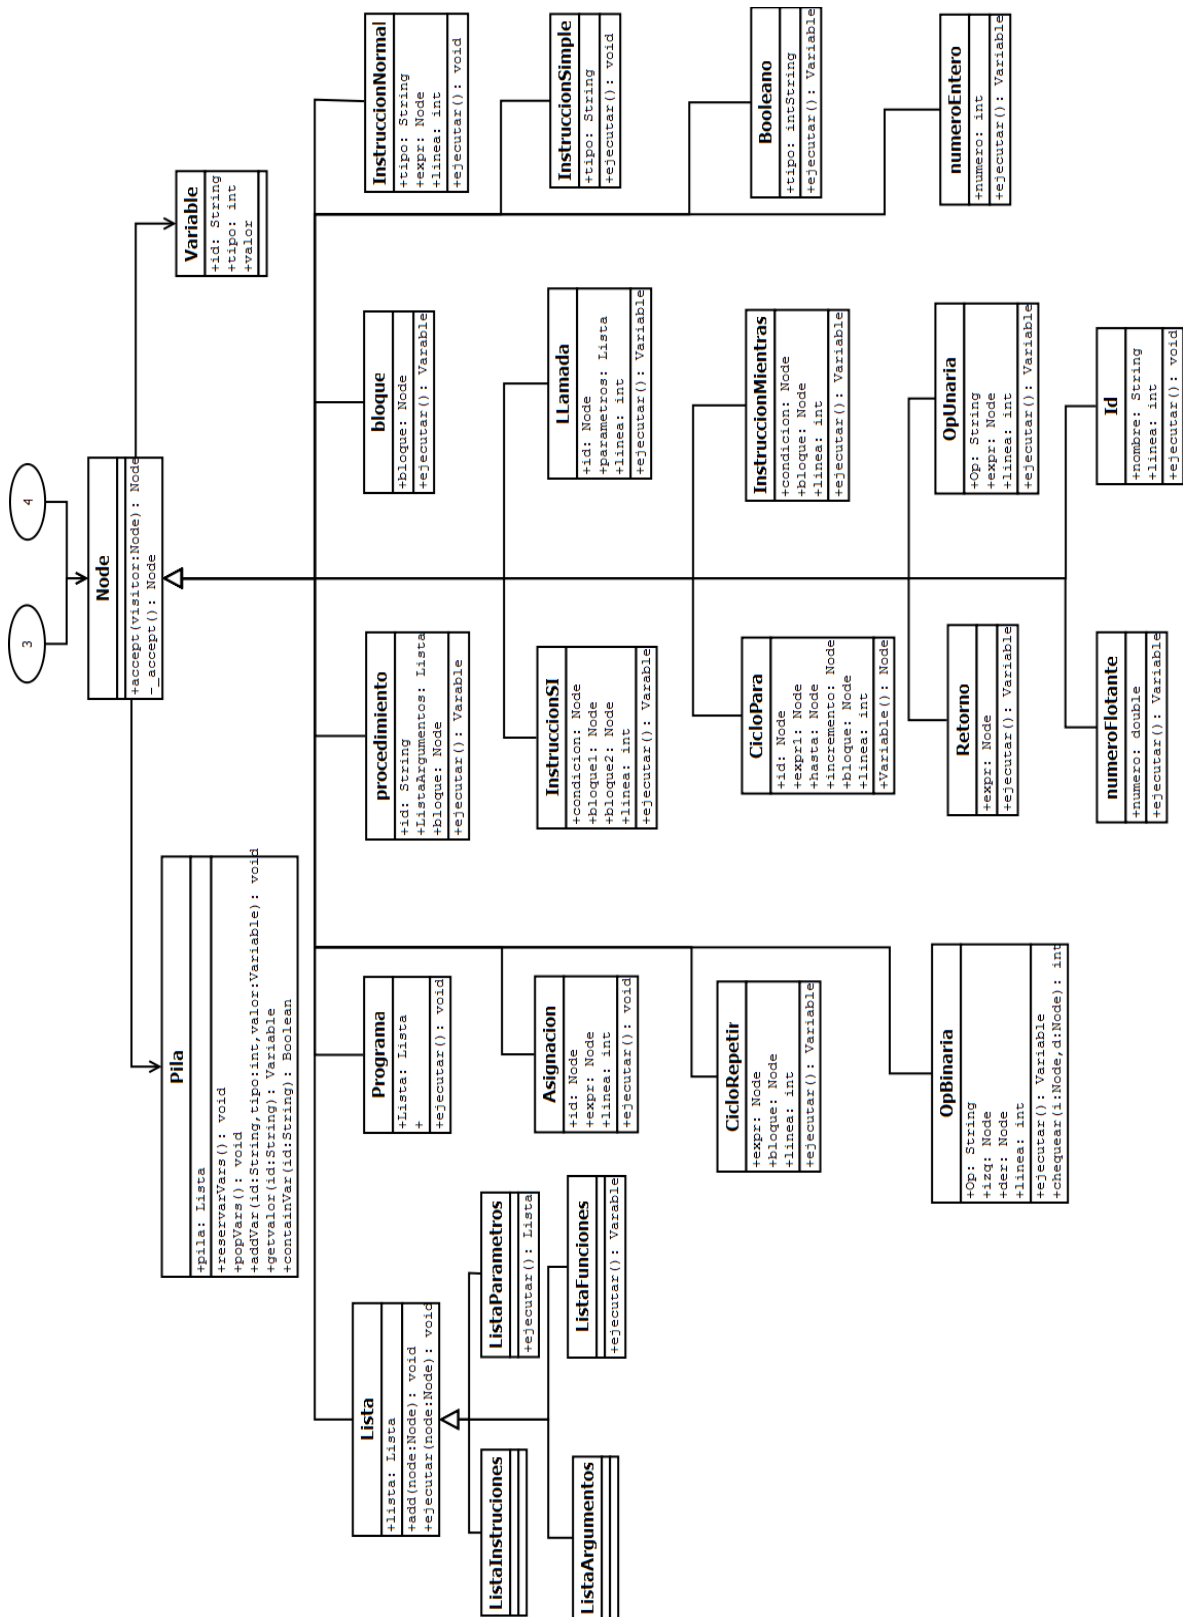 3
4
Node
+accept(visitor:Node): Node
-_accept(): Node
Pila
+pila: Lista
+reservarVars(): void
+popVars(): void
+addVar(id:String,tipo:int,valor:Variable): void
+getvalor(id:String): Variable
+containVar(id:String): Boolean
Variable
+id: String
+tipo: int
+valor
Lista
+lista: Lista
+add(node:Node): void
+ejecutar(node:Node): void
Programa
+Lista: Lista
+
+ejecutar(): void
procedimiento
+id: String
+ListaArgumentos: Lista
+bloque: Node
+ejecutar(): Varable
bloque
+bloque: Node
+ejecutar(): Varable
InstruccionNormal
+tipo: String
+expr: Node
+linea: int
+ejecutar(): void
ListaInstruciones
ListaParametros
+ejecutar(): Lista
Asignacion
+id: Node
+expr: Node
+linea: int
+ejecutar(): void
InstruccionSI
+condicion: Node
+bloque1: Node
+bloque2: Node
+linea: int
+ejecutar(): Varable
LLamada
+id: Node
+parametros: Lista
+linea: int
+ejecutar(): Variable
InstruccionSimple
+tipo: String
+ejecutar(): void
ListaArgumentos
ListaFunciones
+ejecutar(): Varable
CicloRepetir
+expr: Node
+bloque: Node
+linea: int
+ejecutar(): Variable
CicloPara
+id: Node
+expr1: Node
+hasta: Node
+incremento: Node
+bloque: Node
+linea: int
+Variable(): Node
InstruccionMientras
+condicion: Node
+bloque: Node
+linea: int
+ejecutar(): Variable
Booleano
+tipo: intString
+ejecutar(): Variable
OpBinaria
+Op: String
+izq: Node
+der: Node
+linea: int
+ejecutar(): Variable
+chequear(i:Node,d:Node): int
Retorno
+expr: Node
+ejecutar(): Variable
OpUnaria
+Op: String
+expr: Node
+linea: int
+ejecutar(): Variable
numeroEntero
+numero: int
+ejecutar(): Variable
numeroFlotante
+numero: double
+ejecutar(): Variable
Id
+nombre: String
+linea: int
+ejecutar(): void